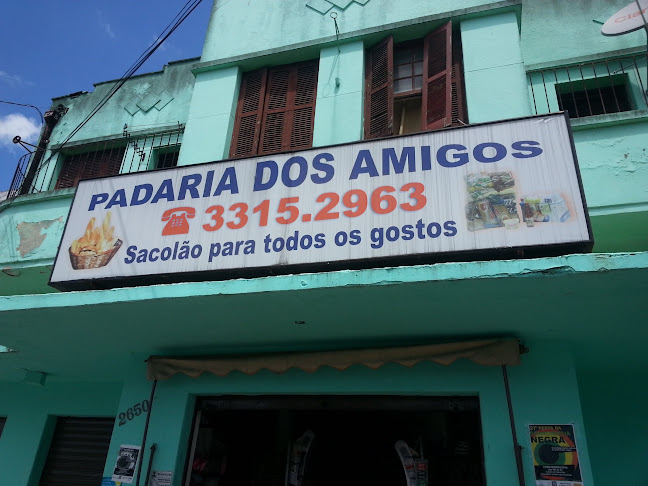 PADARIA DOS AMIGOS
3315.2963
Sacolão para todos os gostos
2650
NEGRA